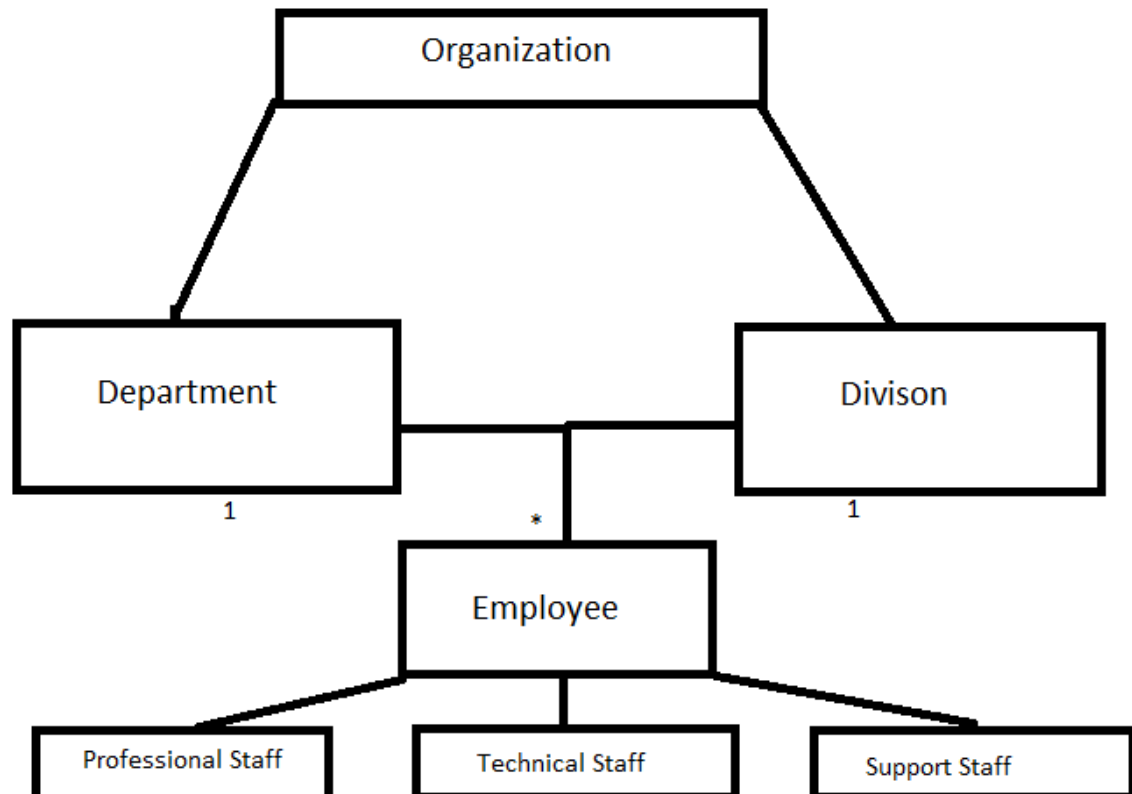 Organization
Department
Divison
1
*
1
Employee
Professional Staff
Technical Staff
Support Staff